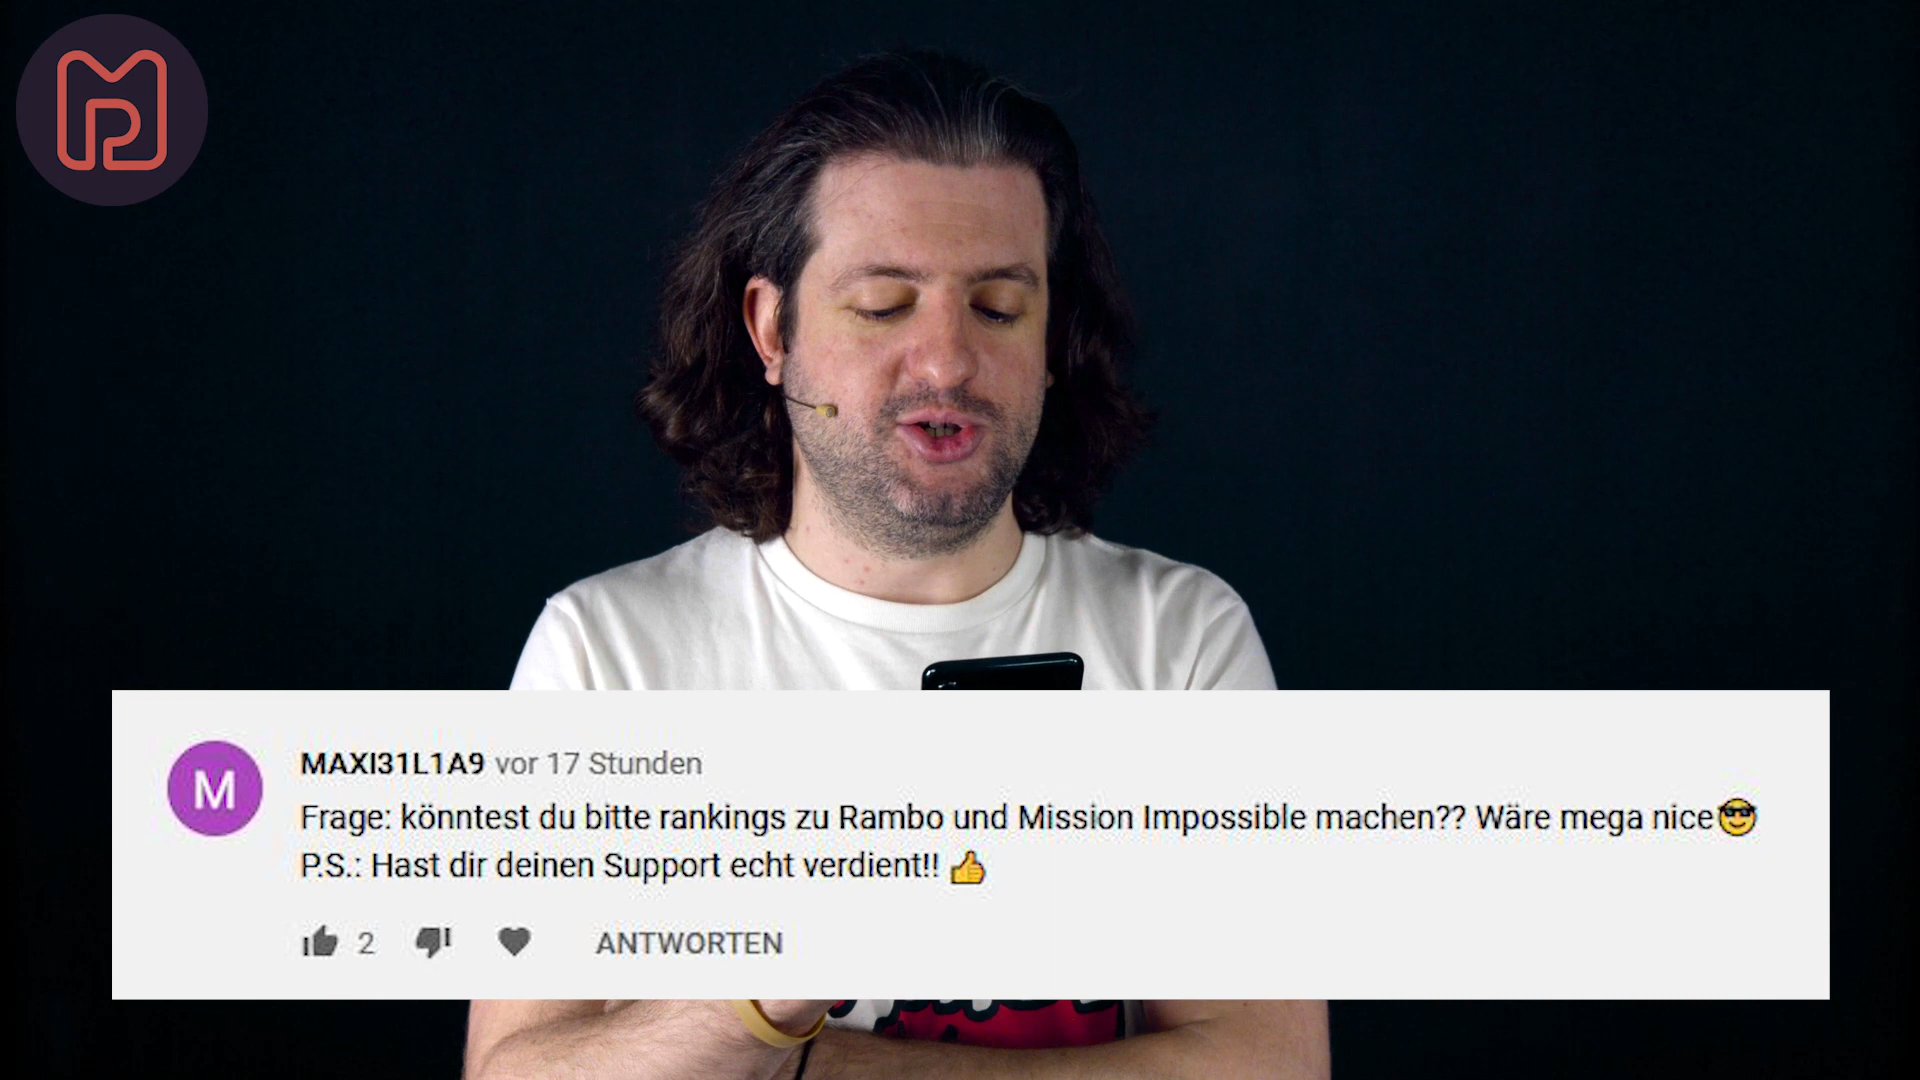 MP
M
MAXI31L1A9 vor 17 Stunden
Frage: könntest du bitte rankings zu Rambo und Mission Impossible machen?? Wäre mega nice😎
P.S.: Hast dir deinen Support echt verdient!! 👍
2 ANTWORTEN